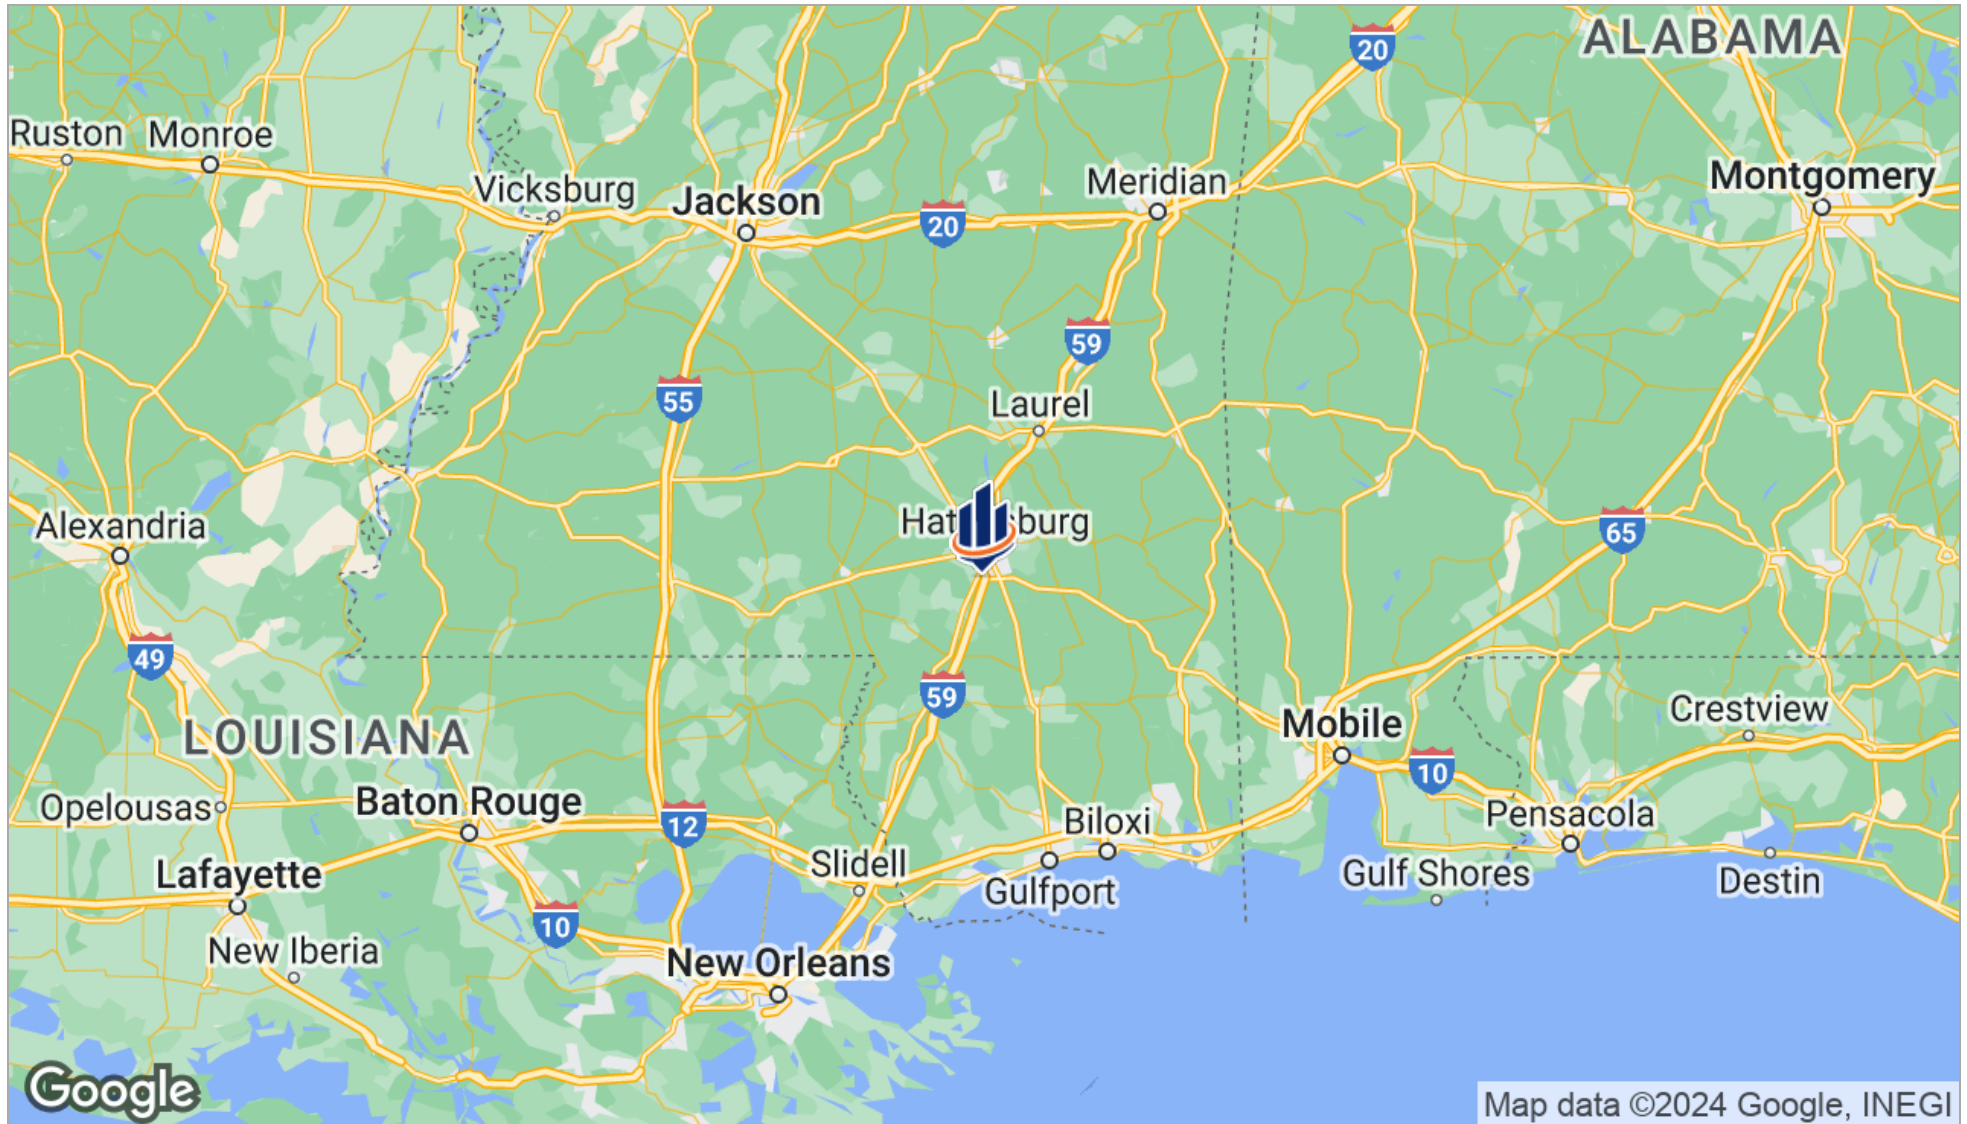 ALABAMA
20
Ruston
Monroe
Vicksburg
Jackson
20
Meridian
Montgomery
59
55
Laurel
Hat sburg
Alexandria
65
49
59
LOUISIANA
Crestview
Mobile
10
Opelousas
Baton Rouge
12
Biloxi
Pensacola
Lafayette
Slidell
Gulfport
Gulf Shores
Destin
10
New Iberia
New Orleans
Google
Map data ©2024 Google, INEGI